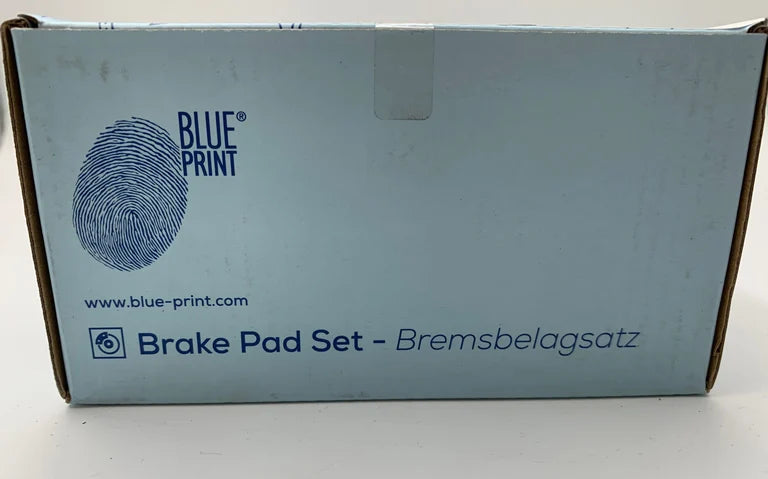 BLUE®
PRINT
www.blue-print.com
Brake Pad Set - Bremsbelagsatz